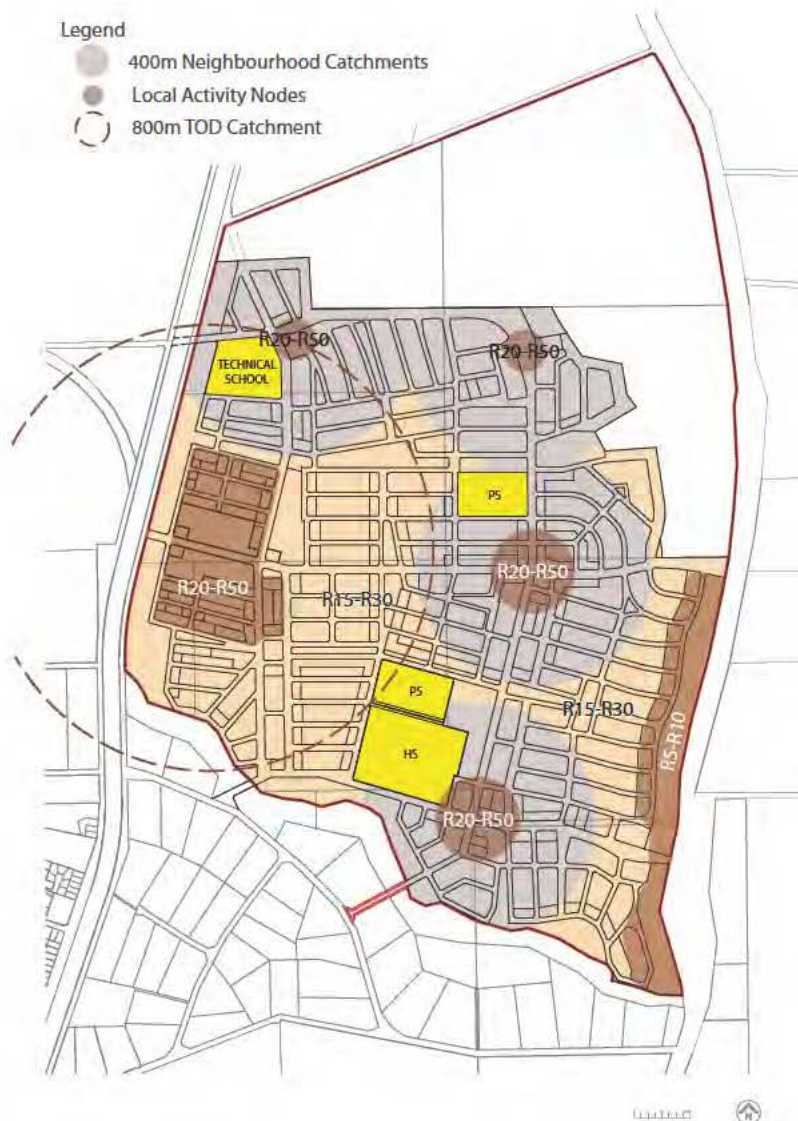 Legend
400m Neighbourhood Catchments
Local Activity Nodes
800m TOD Catchment
R20-R50
R20-R50
TECHNICAL
SCHOOL
PS
R20-R50
R20-R50
R15-R30
PS
R15-R30
R5-R10
HS
R20-R50
N